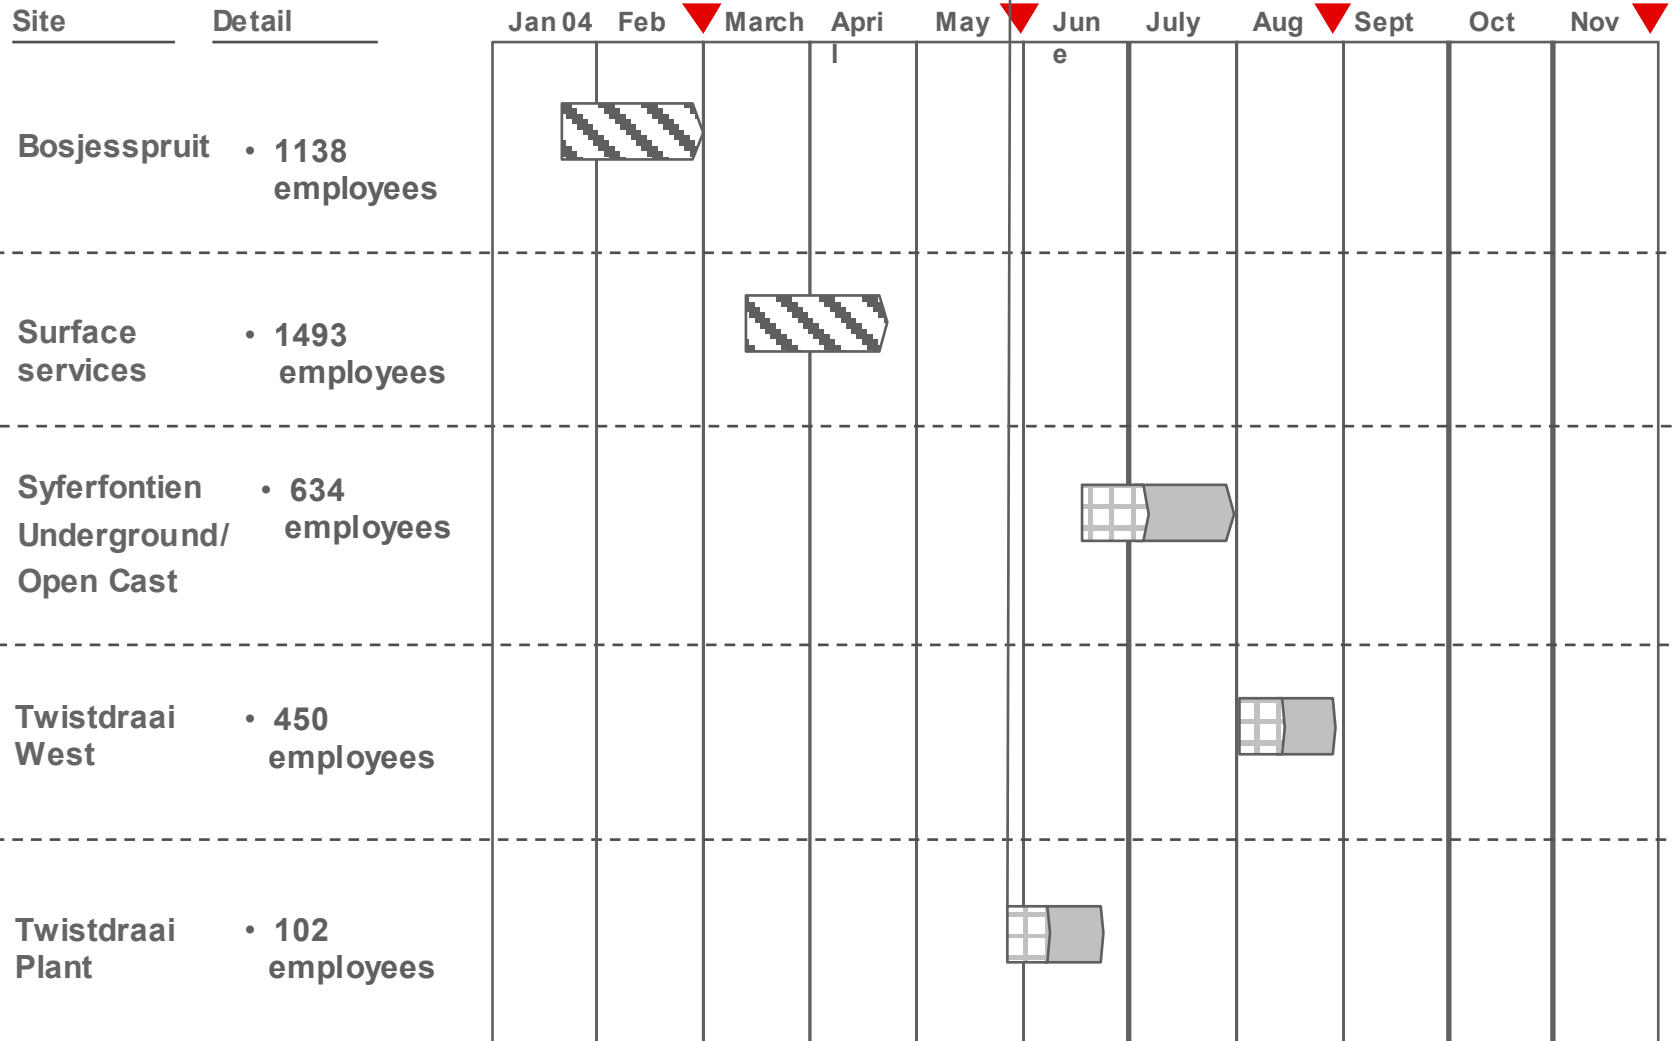 Site Detail Jan 04 Feb March Apri May Jun July Aug Sept Oct Nov
l e
Bosjesspruit • 1138
employees
Surface • 1493
services employees
Syferfontien • 634
Underground/ employees
Open Cast
Twistdraai • 450
West employees
Twistdraai • 102
Plant employees